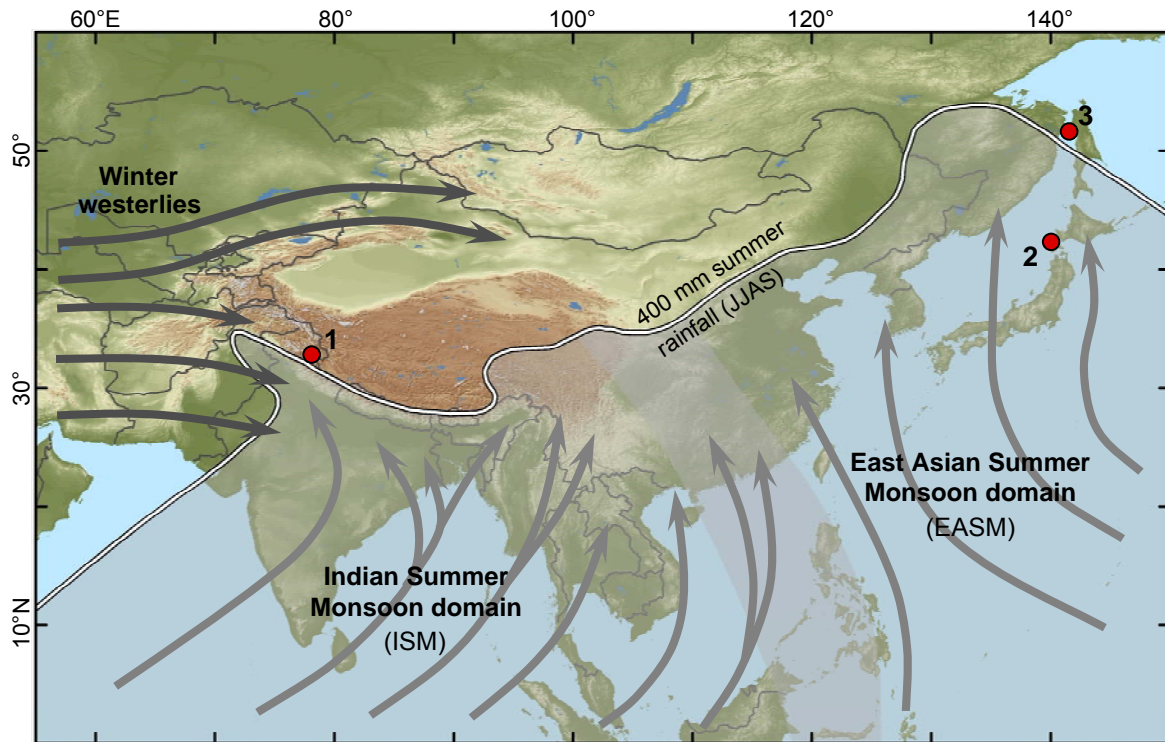 60°E 80° 100° 120° 140°
3
50°
Winter
westerlies
2
400 mm summer
rainfall (JJAS)
1
30°
East Asian Summer
Monsoon domain
(EASM)
Indian Summer
Monsoon domain
(ISM)
10°N